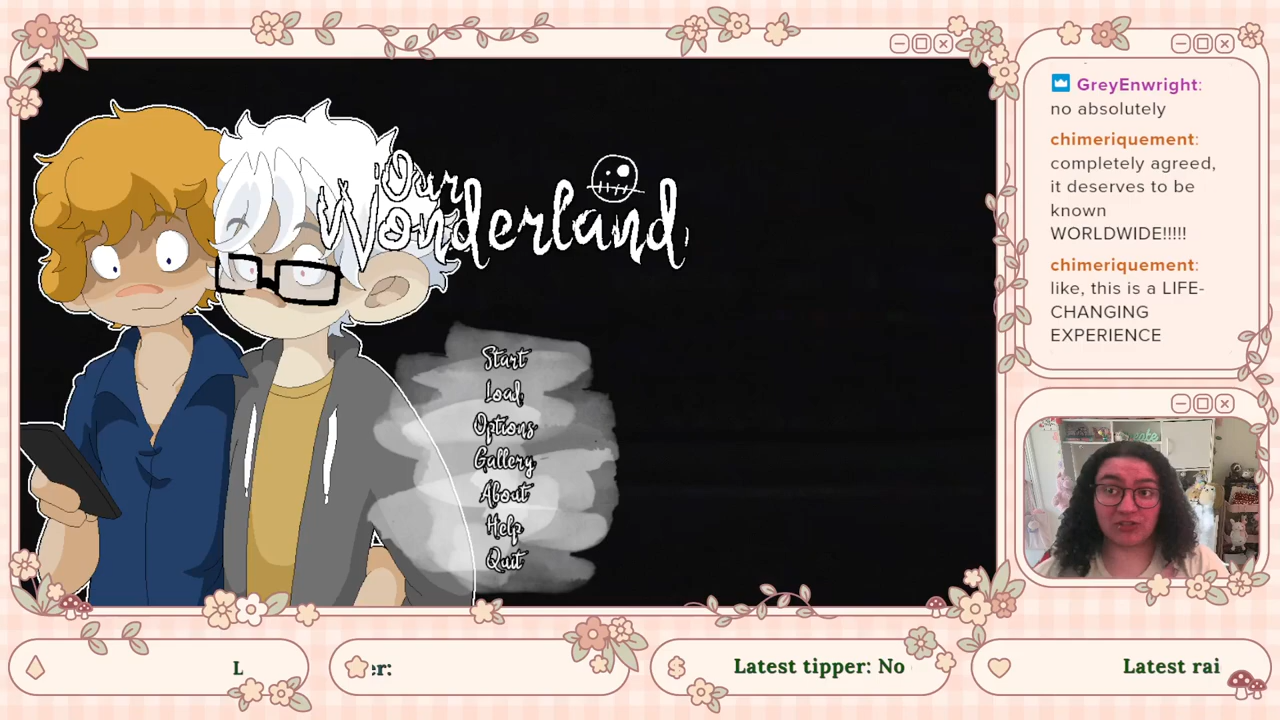 Our
Wonderland
Start
Load
Options
Gallery
About
Help
Quit
GreyEnwright:
no absolutely
chimeriquement:
completely agreed,
it deserves to be
known
WORLDWIDE!!!!!
chimeriquement:
like, this is a LIFE-
CHANGING
EXPERIENCE
create
L
er:
Latest tipper: No
Latest rai